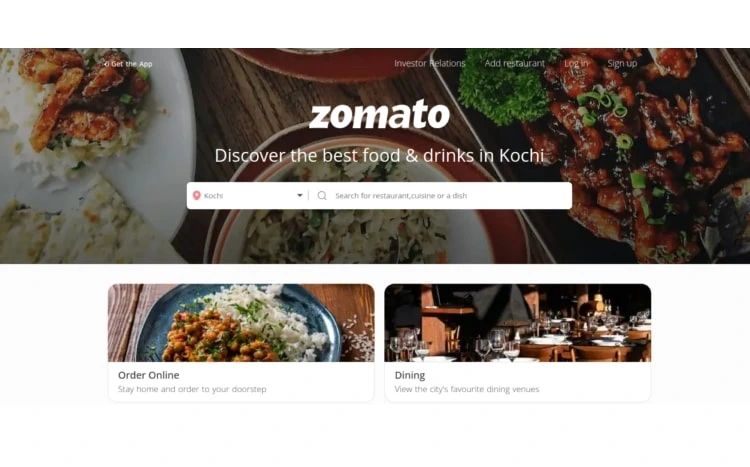 Get the App
Investor Relations
Add restaurant
Log in
Sign up
zomato
Discover the best food & drinks in Kochi
Kochi
Search for restaurant,cuisine or a dish
Order Online
Stay home and order to your doorstep
Dining
View the city's favourite dining venues